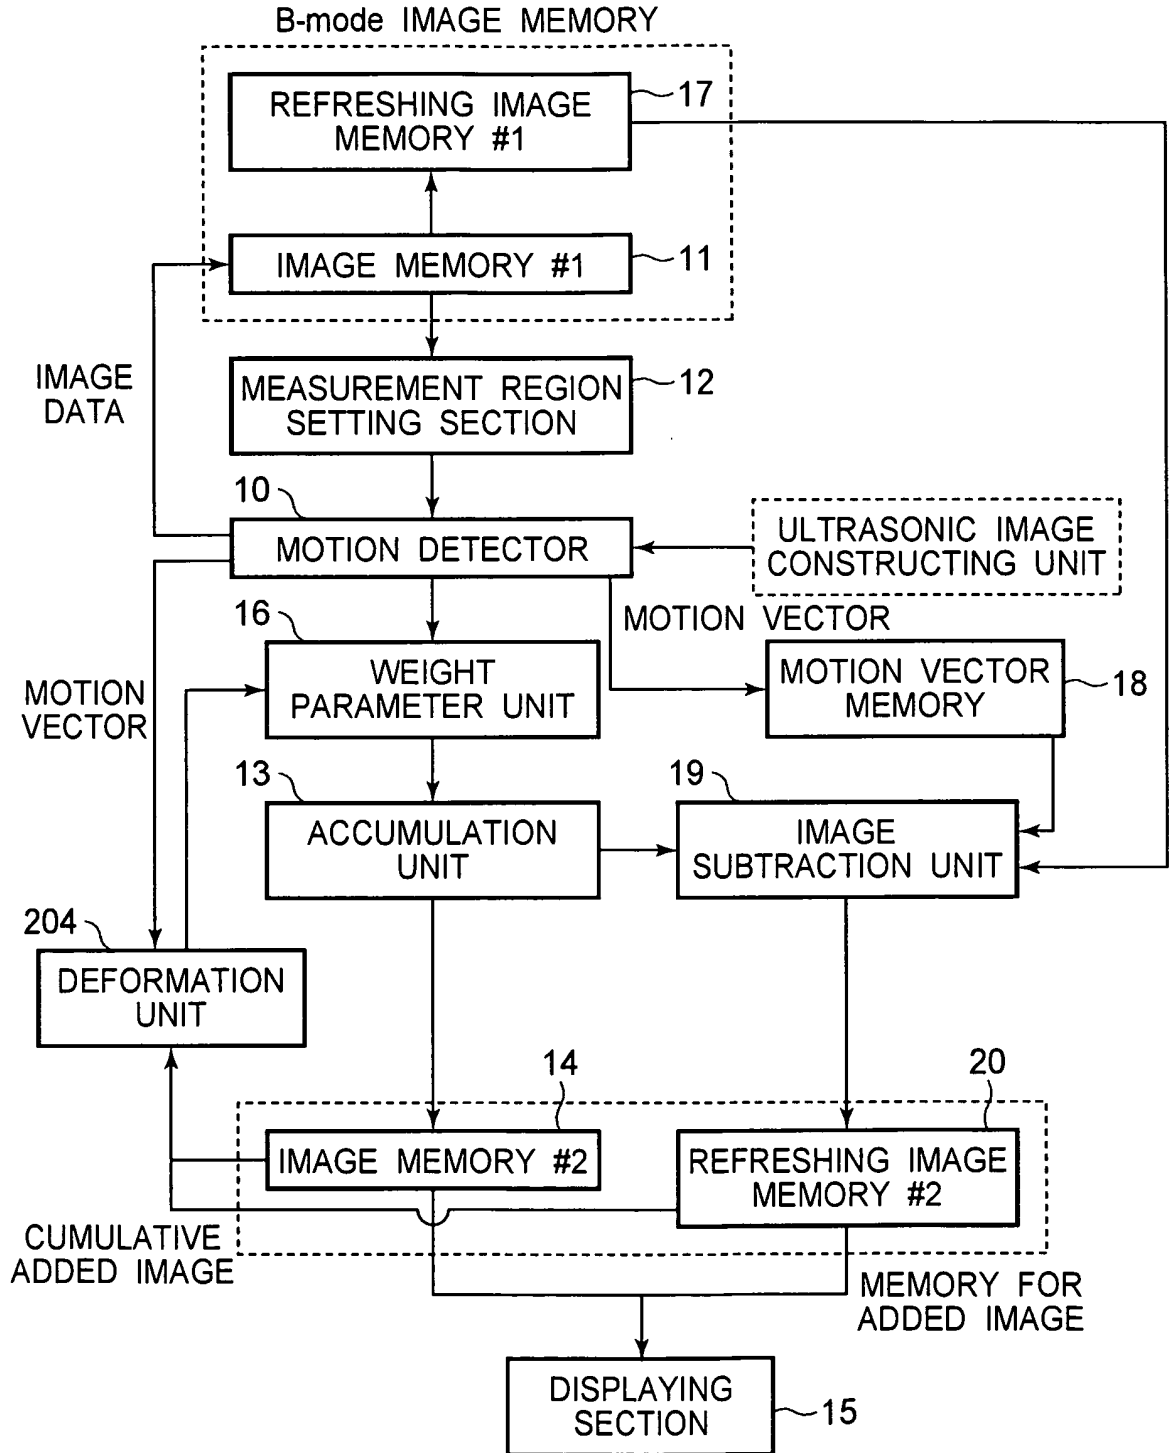 B-mode IMAGE MEMORY
REFRESHING IMAGE
MEMORY #1
17
IMAGE MEMORY #1
11
IMAGE
DATA
MEASUREMENT REGION
SETTING SECTION
12
10
MOTION DETECTOR
ULTRASONIC IMAGE
CONSTRUCTING UNIT
MOTION VECTOR
16
WEIGHT
PARAMETER UNIT
MOTION
VECTOR
MOTION VECTOR
MEMORY
18
13
ACCUMULATION
UNIT
19
IMAGE
SUBTRACTION UNIT
204
DEFORMATION
UNIT
14
IMAGE MEMORY #2
20
REFRESHING IMAGE
MEMORY #2
CUMULATIVE
ADDED IMAGE
MEMORY FOR
ADDED IMAGE
DISPLAYING
SECTION
15